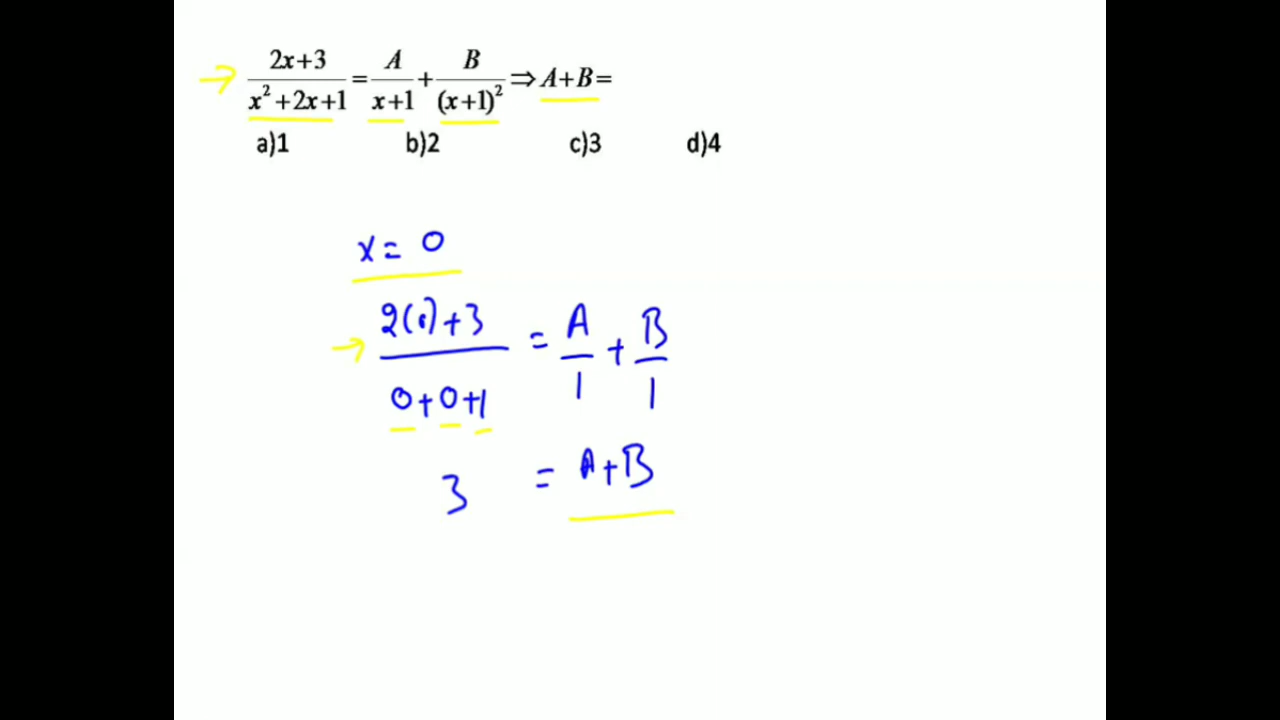 → (2x+3)/(x²+2x+1) = A/(x+1) + B/(x+1)² ⇒ A+B=
a)1 b)2 c)3 d)4
x = 0
→ (2(0)+3)/(0+0+1) = A/1 + B/1
3 = A+B